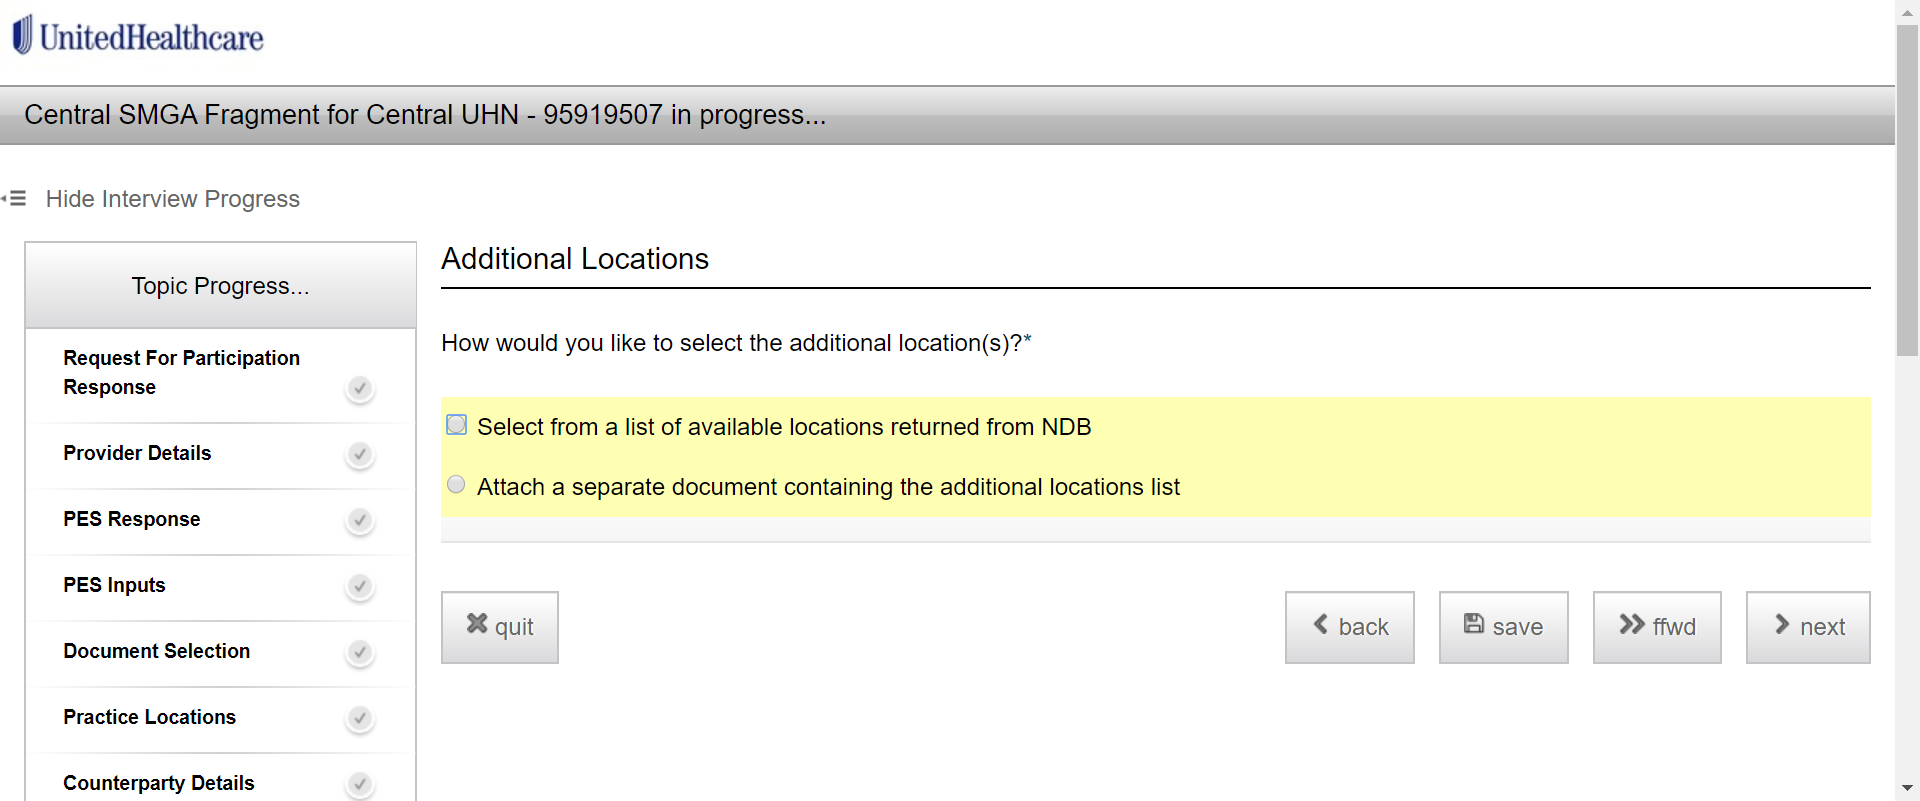 UnitedHealthcare
Central SMGA Fragment for Central UHN - 95919507 in progress...
Hide Interview Progress
Topic Progress...
Request For Participation
Response
Provider Details
PES Response
PES Inputs
Document Selection
Practice Locations
Counterparty Details
Additional Locations
How would you like to select the additional location(s)?*
Select from a list of available locations returned from NDB
Attach a separate document containing the additional locations list
quit
back
save
ffwd
next